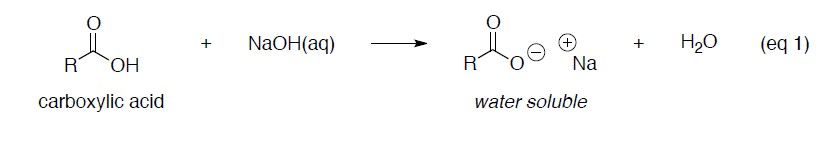 O O
R OH + NaOH(aq) R O ⊖ ⊕ Na + H₂O (eq 1)
carboxylic acid water soluble